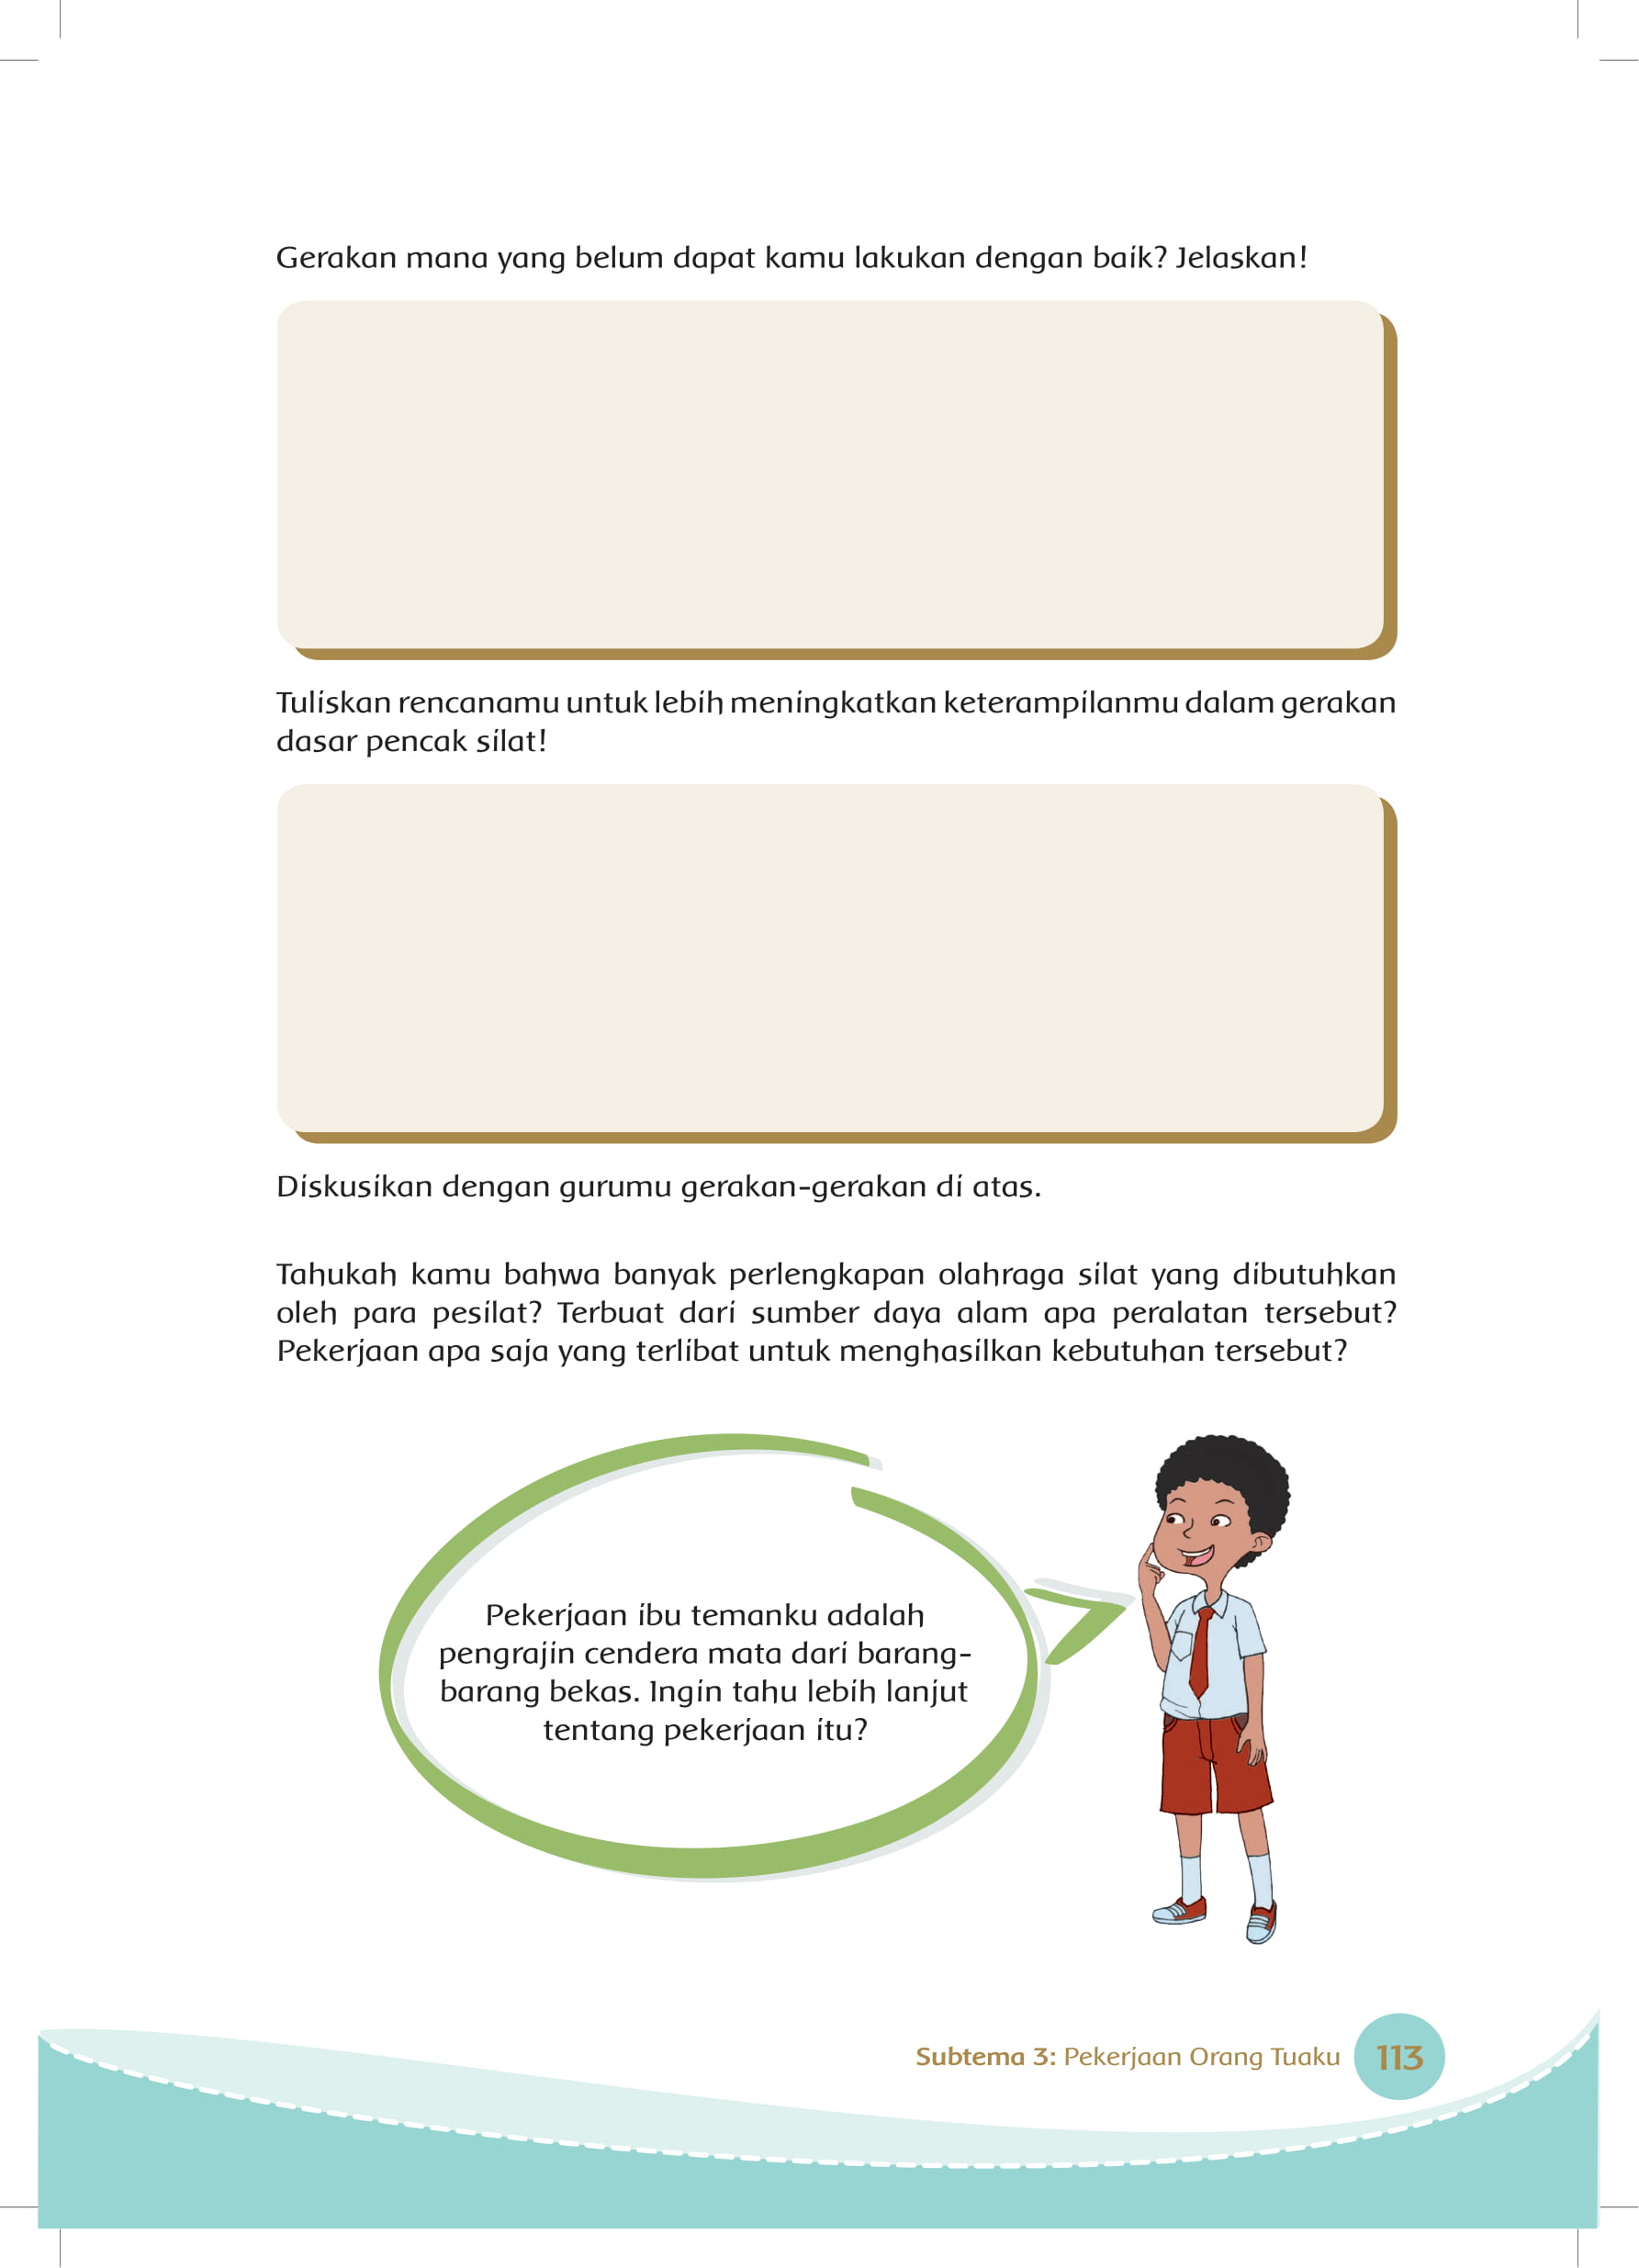 Gerakan mana yang belum dapat kamu lakukan dengan baik? Jelaskan!
Tuliskan rencanamu untuk lebih meningkatkan keterampilanmu dalam gerakan
dasar pencak silat!
Diskusikan dengan gurumu gerakan-gerakan di atas.
Tahukah kamu bahwa banyak perlengkapan olahraga silat yang dibutuhkan
oleh para pesilat? Terbuat dari sumber daya alam apa peralatan tersebut?
Pekerjaan apa saja yang terlibat untuk menghasilkan kebutuhan tersebut?
Pekerjaan ibu temanku adalah
pengrajin cendera mata dari barang-
barang bekas. Ingin tahu lebih lanjut
tentang pekerjaan itu?
Subtema 3: Pekerjaan Orang Tuaku 113